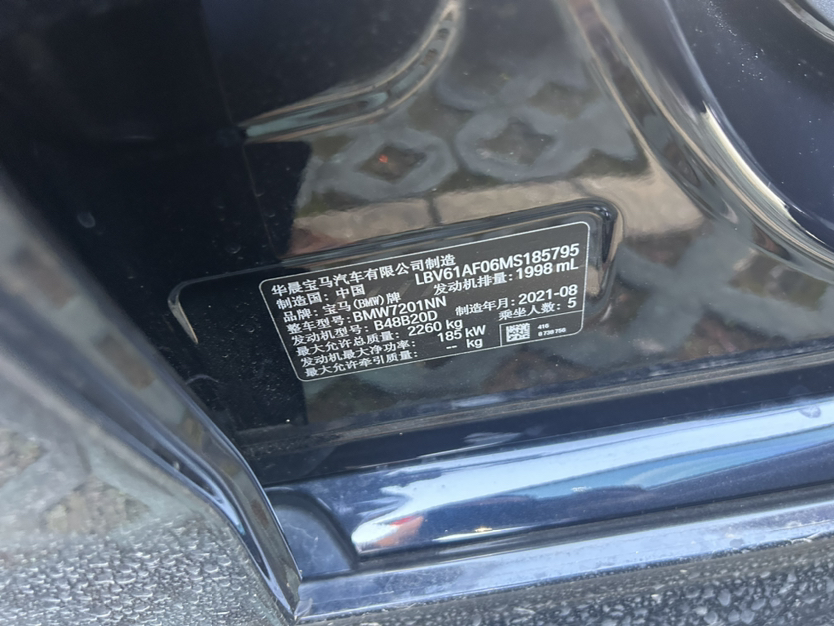 华晨宝马汽车有限公司制造
制造国：中国 LBV61AF06MS185795
品牌：宝马(BMW)牌 发动机排量：1998 mL
整车型号：BMW7201NN
发动机型号：B48B20D 制造年月：2021-08
最大允许总质量：2260 kg 乘坐人数：5
发动机最大净功率：185 kW
最大允许牵引质量：-- kg
416
6736750